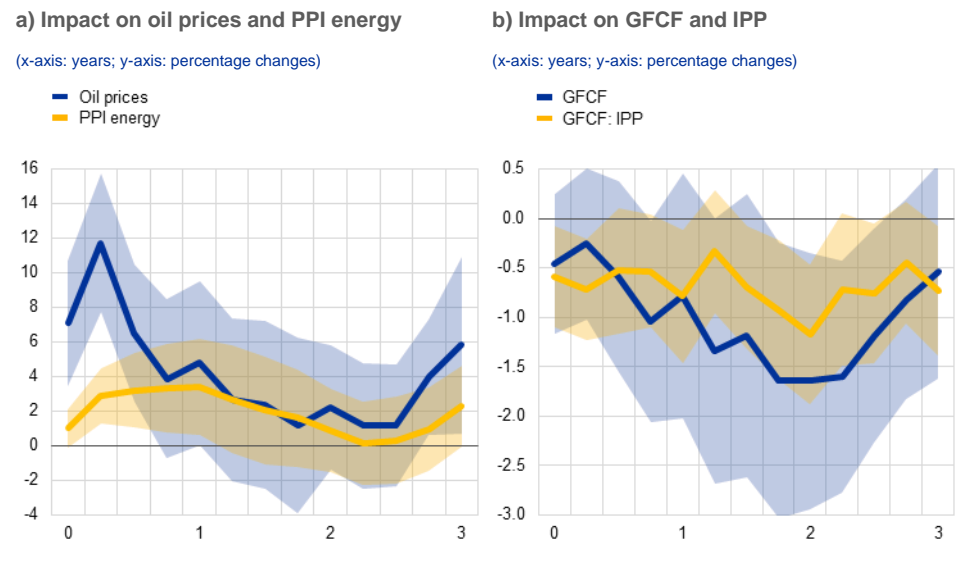 a) Impact on oil prices and PPI energy
(x-axis: years; y-axis: percentage changes)
Oil prices
PPI energy
16
14
12
10
8
6
4
2
0
-2
-4
0 1 2 3
b) Impact on GFCF and IPP
(x-axis: years; y-axis: percentage changes)
GFCF
GFCF: IPP
0.5
0.0
-0.5
-1.0
-1.5
-2.0
-2.5
-3.0
0 1 2 3